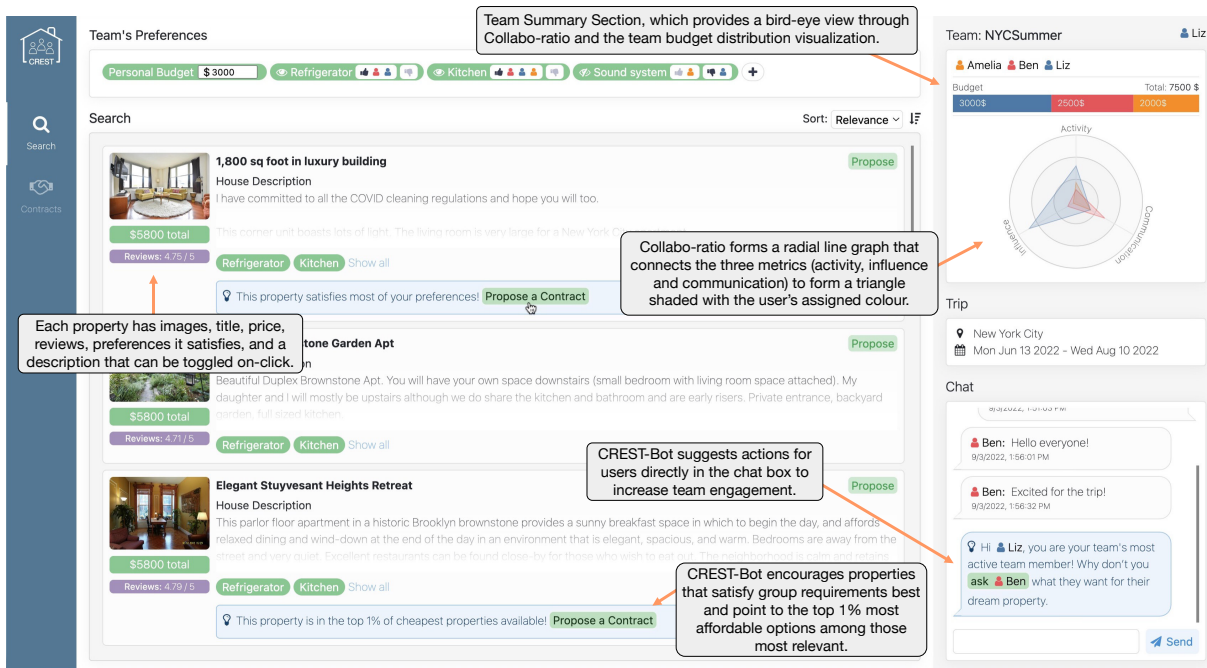 CREST
Search
Contracts
Team's Preferences
Personal Budget $ 3000
Refrigerator
Kitchen
Sound system
+
Search
Sort: Relevance
1,800 sq foot in luxury building
Propose
House Description
I have committed to all the COVID cleaning regulations and hope you will too.
This corner unit boasts lots of light. The living room is very large for a New York City
$5800 total
Reviews: 4.75 / 5
Refrigerator Kitchen Show all
This property satisfies most of your preferences! Propose a Contract
tone Garden Apt
Propose
Beautiful Duplex Brownstone Apt. You will have your own space downstairs (small bedroom with living room space attached). My
daughter and I will mostly be upstairs although we do share the kitchen and bathroom and are early risers. Private entrance, backyard
garden, full sized kitchen.
$5800 total
Reviews: 4.71 / 5
Refrigerator Kitchen Show all
Elegant Stuyvesant Heights Retreat
Propose
House Description
This parlor floor apartment in a historic Brooklyn brownstone provides a sunny breakfast space in which to begin the day, and affords
relaxed dining and wind-down at the end of the day in an environment that is elegant, spacious, and warm. Bedrooms are away from the
street and very quiet. Excellent restaurants can be found close-by for those who wish to eat out. The neighborhood is calm and retains
$5800 total
Reviews: 4.79 / 5
Refrigerator Kitchen Show all
This property is in the top 1% of cheapest properties available! Propose a Contract
Team Summary Section, which provides a bird-eye view through
Collabo-ratio and the team budget distribution visualization.
Collabo-ratio forms a radial line graph that
connects the three metrics (activity, influence
and communication) to form a triangle
shaded with the user's assigned colour.
Each property has images, title, price,
reviews, preferences it satisfies, and a
description that can be toggled on-click.
CREST-Bot suggests actions for
users directly in the chat box to
increase team engagement.
CREST-Bot encourages properties
that satisfy group requirements best
and point to the top 1% most
affordable options among those
most relevant.
Team: NYCSummer
Liz
Amelia Ben Liz
Budget
Total: 7500 $
3000$ 2500$ 2000$
Activity
Influence
Communication
Trip
New York City
Mon Jun 13 2022 - Wed Aug 10 2022
Chat
9/3/2022, 1:51:03 PM
Ben: Hello everyone!
9/3/2022, 1:56:01 PM
Ben: Excited for the trip!
9/3/2022, 1:56:32 PM
Hi Liz, you are your team's most
active team member! Why don't you
ask Ben what they want for their
dream property.
Send